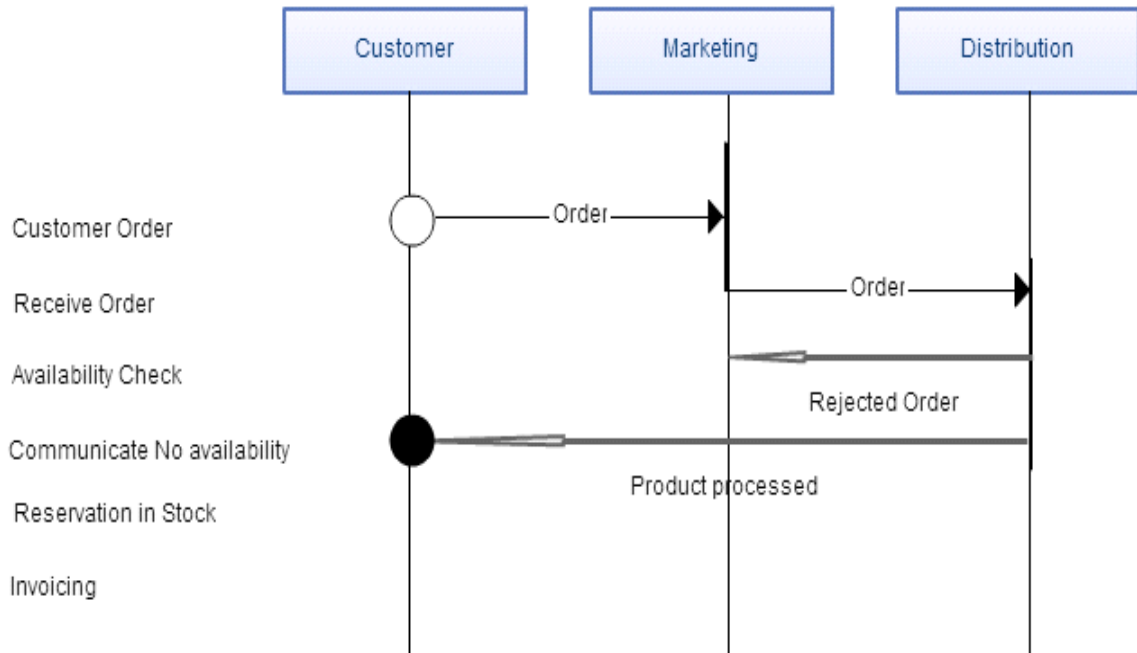 Customer
Marketing
Distribution
Customer Order
Order
Receive Order
Order
Availability Check
Rejected Order
Communicate No availability
Product processed
Reservation in Stock
Invoicing